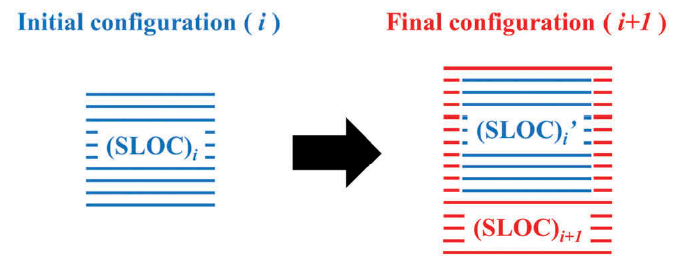 Initial configuration ( i )
Final configuration ( i+1 )
(SLOC)i
(SLOC)i’
(SLOC)i+1